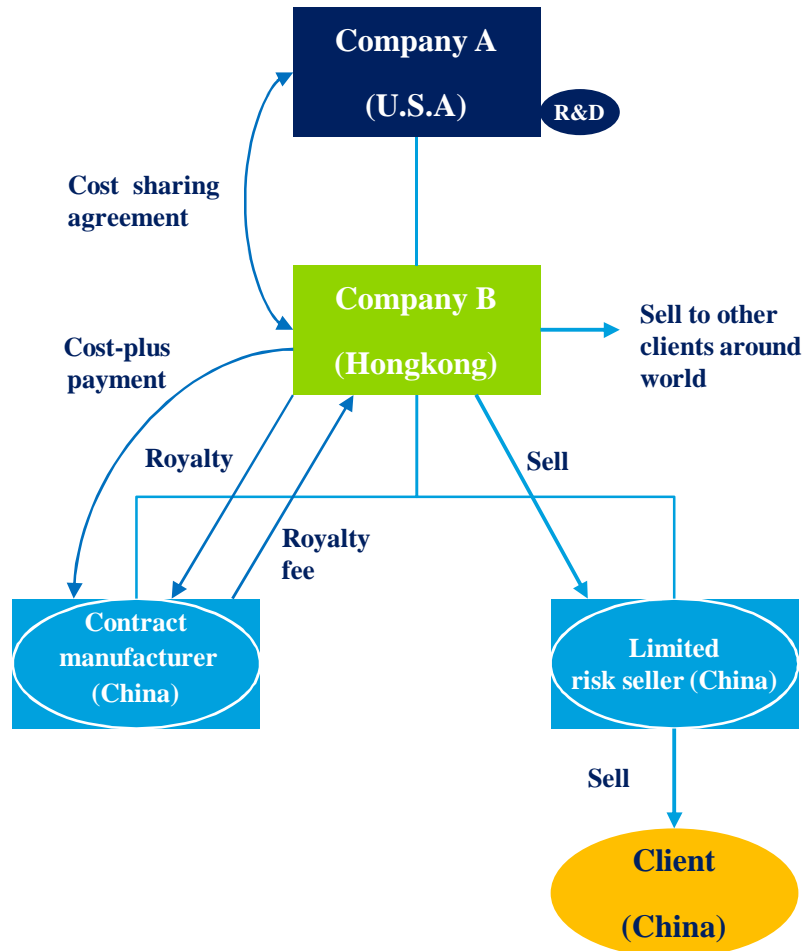 Company A
(U.S.A)
R&D
Cost sharing
agreement
Company B
(Hongkong)
Sell to other
clients around
world
Cost-plus
payment
Royalty
Sell
Royalty
fee
Contract
manufacturer
(China)
Limited
risk seller (China)
Sell
Client
(China)